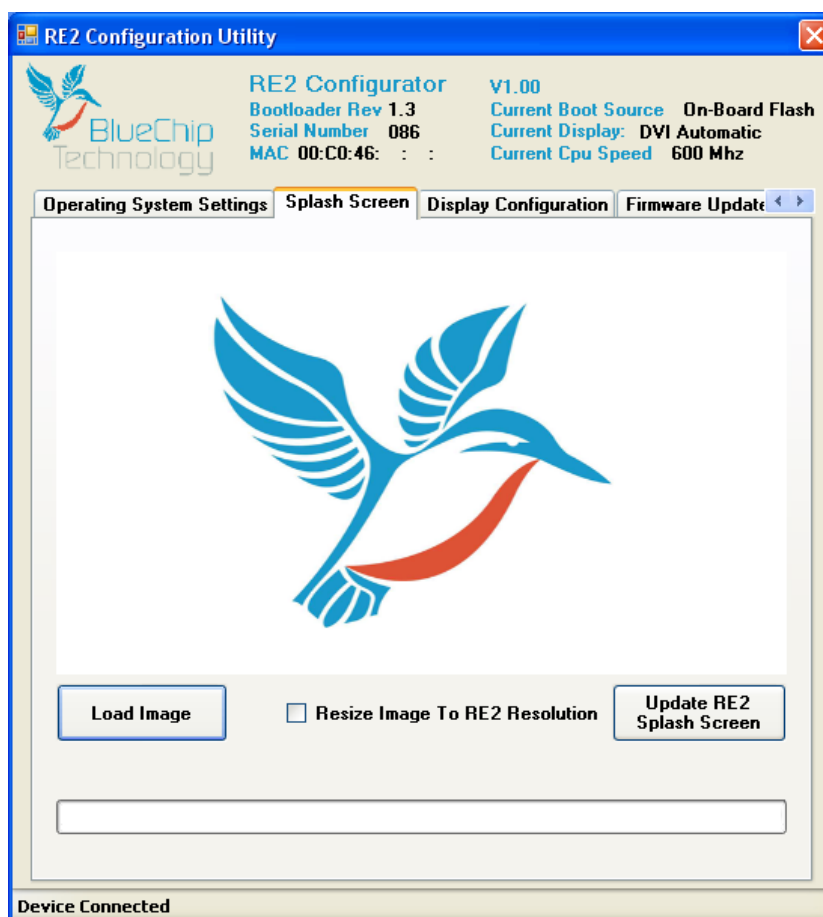 RE2 Configuration Utility
BlueChip
Technology
RE2 Configurator V1.00
Bootloader Rev 1.3 Current Boot Source On-Board Flash
Serial Number 086 Current Display: DVI Automatic
MAC 00:C0:46: : : Current Cpu Speed 600 Mhz
Operating System Settings Splash Screen Display Configuration Firmware Update
Load Image Resize Image To RE2 Resolution Update RE2
Splash Screen
Device Connected